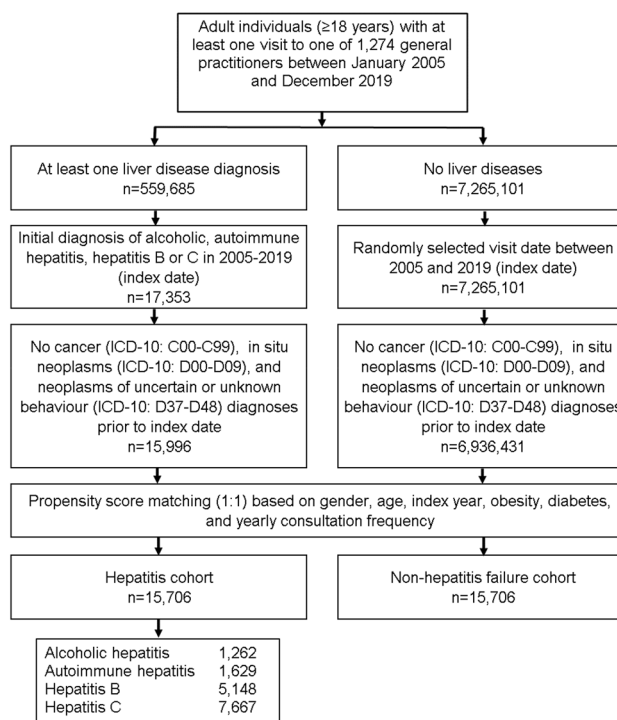 Adult individuals (≥18 years) with at
least one visit to one of 1,274 general
practitioners between January 2005
and December 2019
At least one liver disease diagnosis
n=559,685
No liver diseases
n=7,265,101
Initial diagnosis of alcoholic, autoimmune
hepatitis, hepatitis B or C in 2005-2019
(index date)
n=17,353
Randomly selected visit date between
2005 and 2019 (index date)
n=7,265,101
No cancer (ICD-10: C00-C99), in situ
neoplasms (ICD-10: D00-D09), and
neoplasms of uncertain or unknown
behaviour (ICD-10: D37-D48) diagnoses
prior to index date
n=15,996
No cancer (ICD-10: C00-C99), in situ
neoplasms (ICD-10: D00-D09), and
neoplasms of uncertain or unknown
behaviour (ICD-10: D37-D48) diagnoses
prior to index date
n=6,936,431
Propensity score matching (1:1) based on gender, age, index year, obesity, diabetes,
and yearly consultation frequency
Hepatitis cohort
n=15,706
Non-hepatitis failure cohort
n=15,706
Alcoholic hepatitis 1,262
Autoimmune hepatitis 1,629
Hepatitis B 5,148
Hepatitis C 7,667